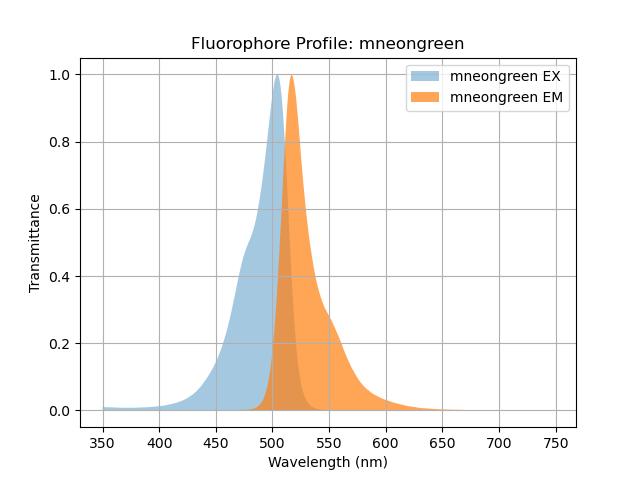 Fluorophore Profile: mneongreen
mneongreen EX
mneongreen EM
Transmittance
1.0
0.8
0.6
0.4
0.2
0.0
350 400 450 500 550 600 650 700 750
Wavelength (nm)